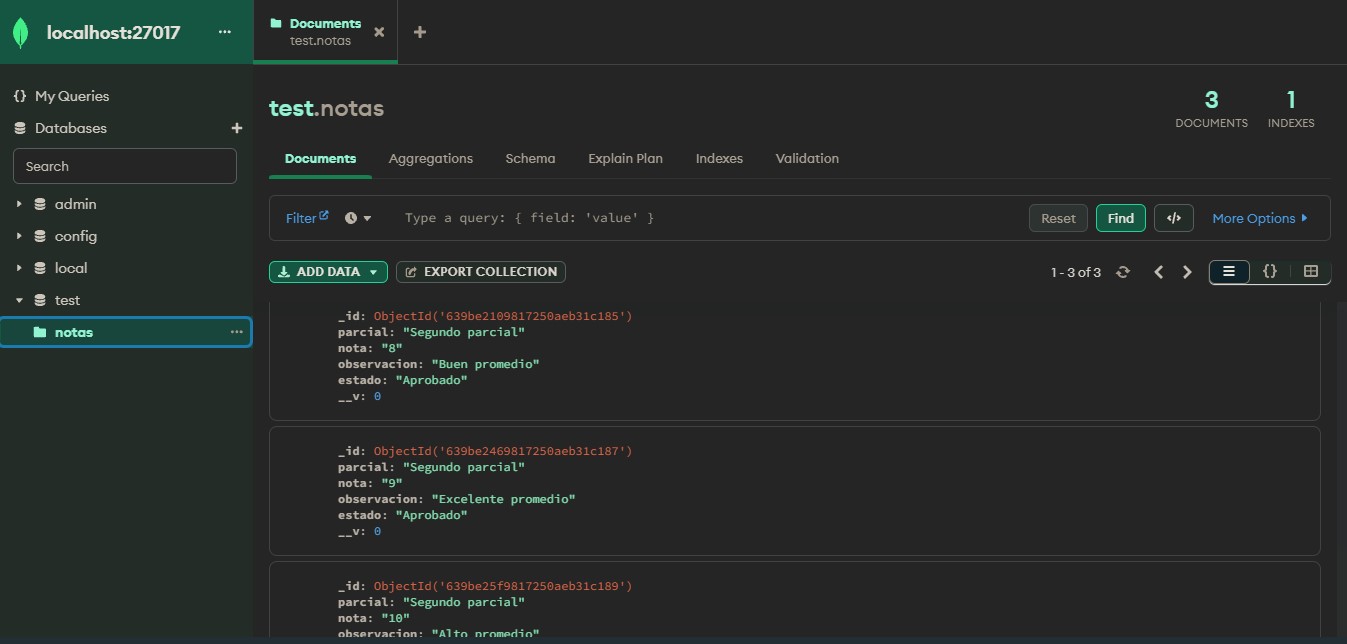 localhost:27017
...
Documents
test.notas
{} My Queries
Databases
Search
admin
config
local
test
notas
...
test.notas
3
DOCUMENTS
1
INDEXES
Documents
Aggregations
Schema
Explain Plan
Indexes
Validation
Filter
Type a query: { field: 'value' }
Reset
Find
</>
More Options
ADD DATA
EXPORT COLLECTION
1 - 3 of 3
{}
_id: ObjectId('639be2109817250aeb31c185')
parcial: "Segundo parcial"
nota: "8"
observacion: "Buen promedio"
estado: "Aprobado"
__v: 0
_id: ObjectId('639be2469817250aeb31c187')
parcial: "Segundo parcial"
nota: "9"
observacion: "Excelente promedio"
estado: "Aprobado"
__v: 0
_id: ObjectId('639be25f9817250aeb31c189')
parcial: "Segundo parcial"
nota: "10"
observacion: "Alto promedio"